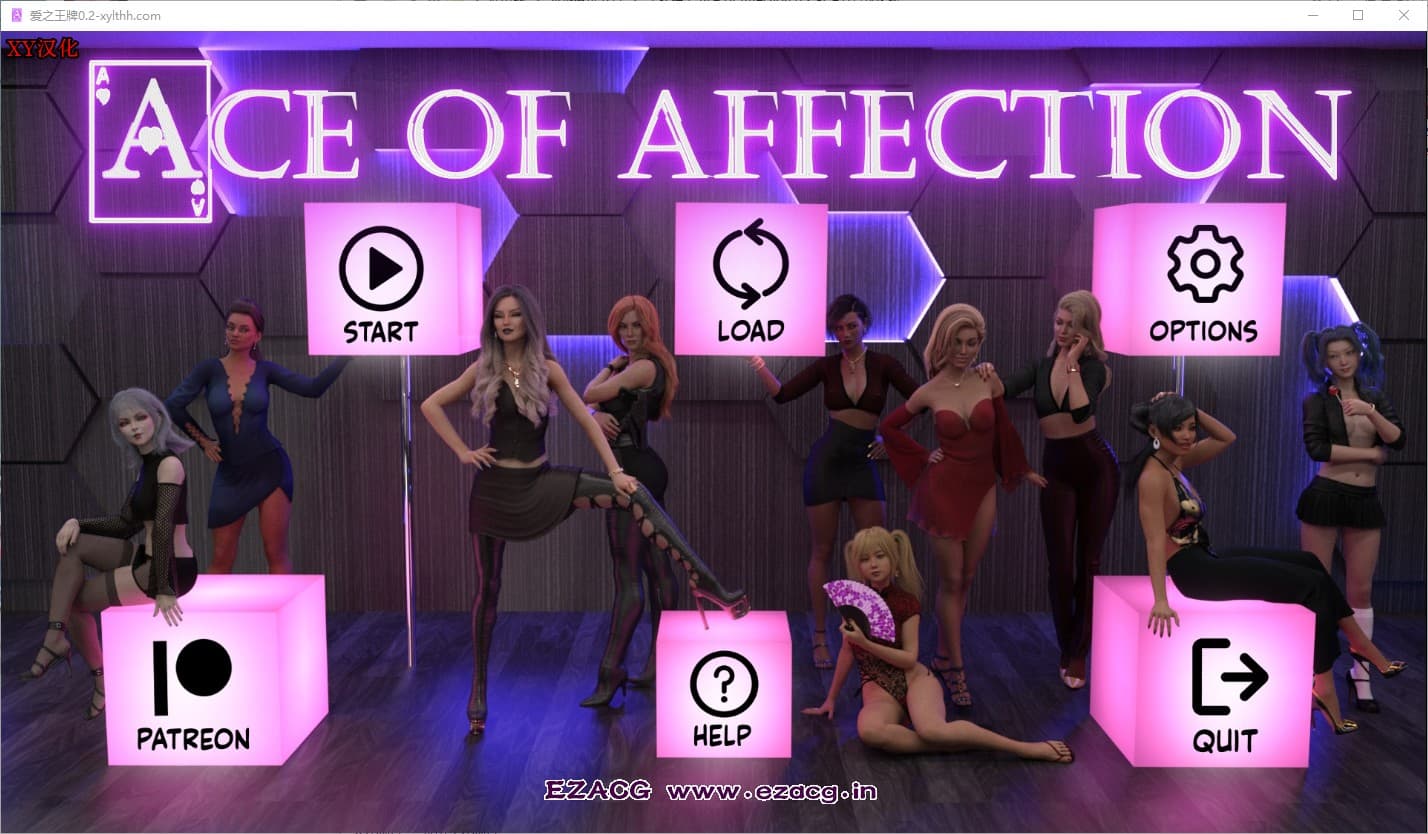 爱之王牌0.2-xylthh.com
XY汉化
A
ACE OF AFFECTION
A
START
LOAD
OPTIONS
PATREON
HELP
QUIT
EZACG www.ezacg.in